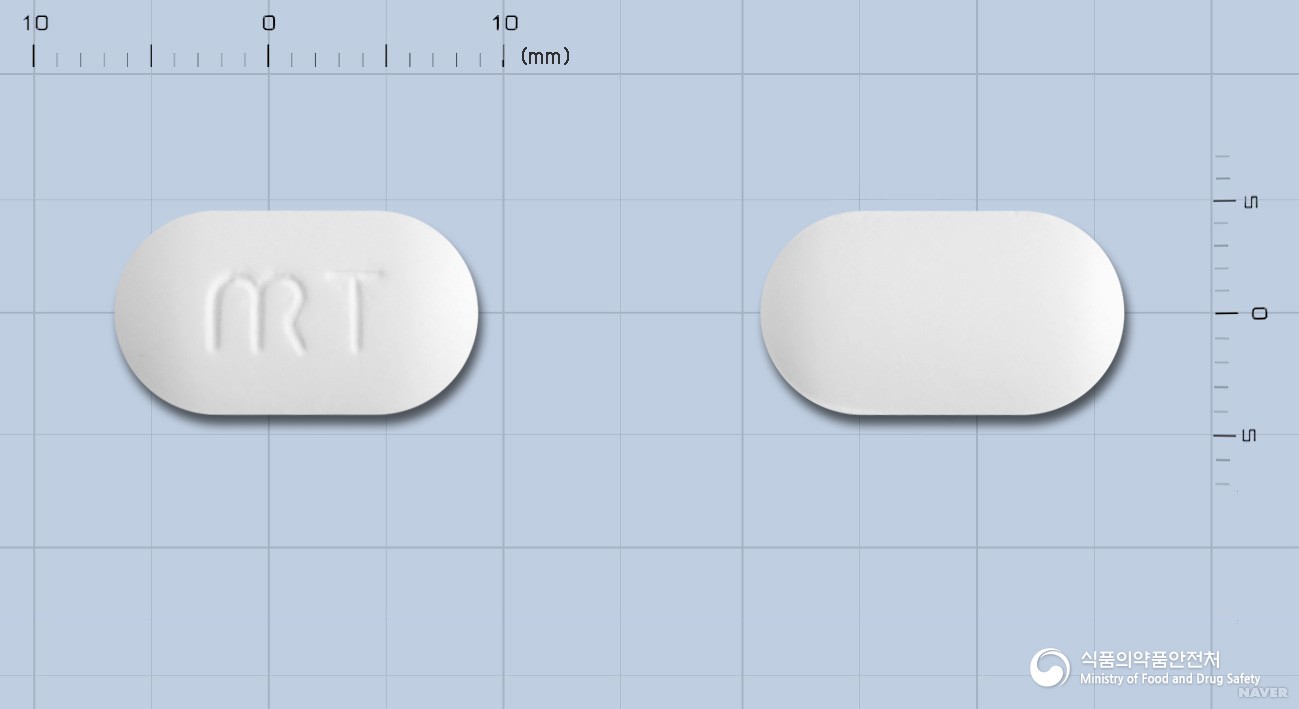 10 0 10
(mm)
5
mT
0
5
식품의약품안전처
Ministry of Food and Drug Safety
NAVER